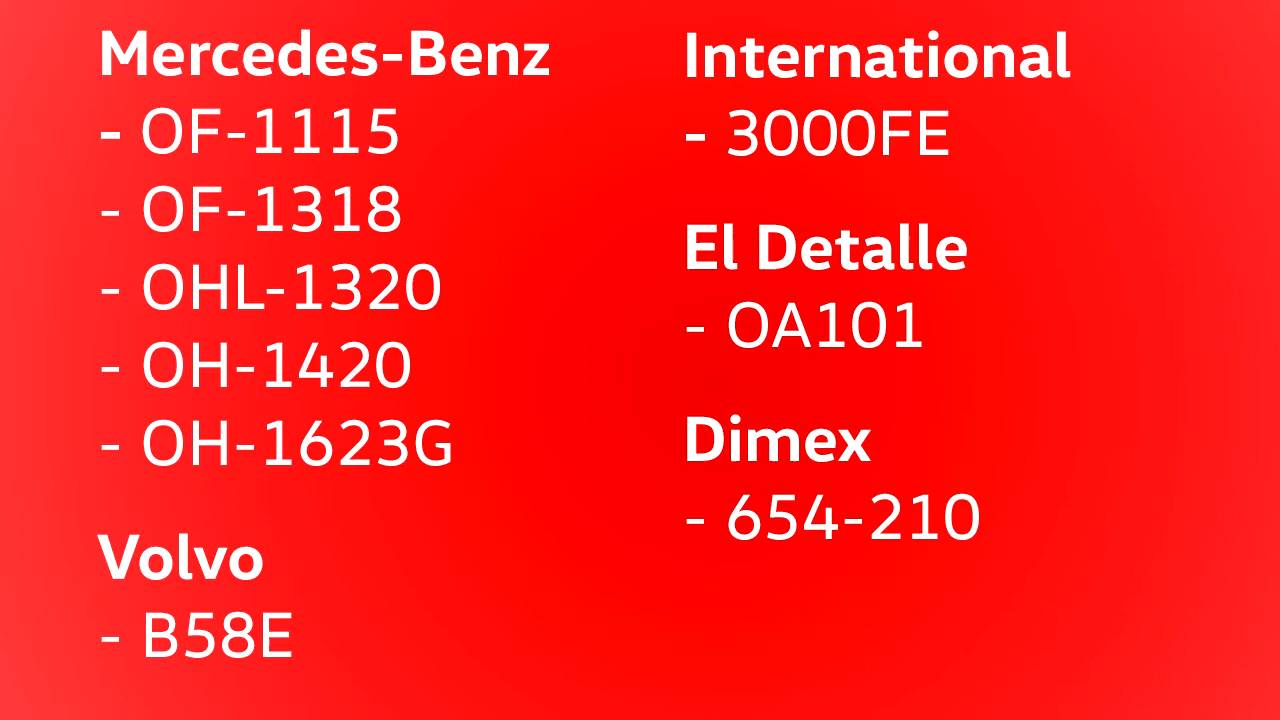 Mercedes-Benz
- OF-1115
- OF-1318
- OHL-1320
- OH-1420
- OH-1623G
Volvo
- B58E
International
- 3000FE
El Detalle
- OA101
Dimex
- 654-210